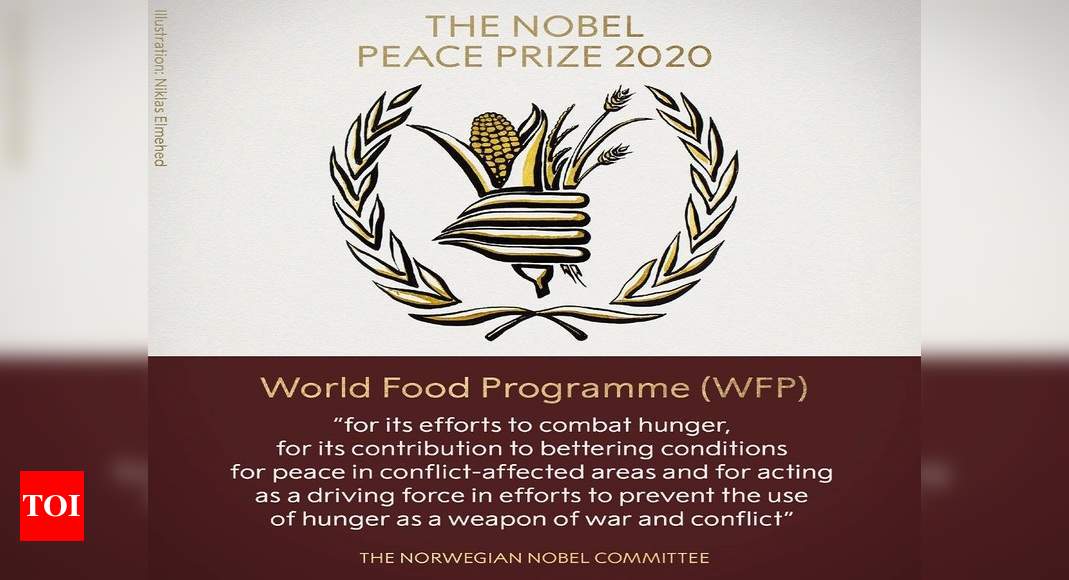 Illustration: Niklas Elmehed
THE NOBEL
PEACE PRIZE 2020
World Food Programme (WFP)
“for its efforts to combat hunger,
for its contribution to bettering conditions
for peace in conflict-affected areas and for acting
as a driving force in efforts to prevent the use
of hunger as a weapon of war and conflict”
THE NORWEGIAN NOBEL COMMITTEE
TOI